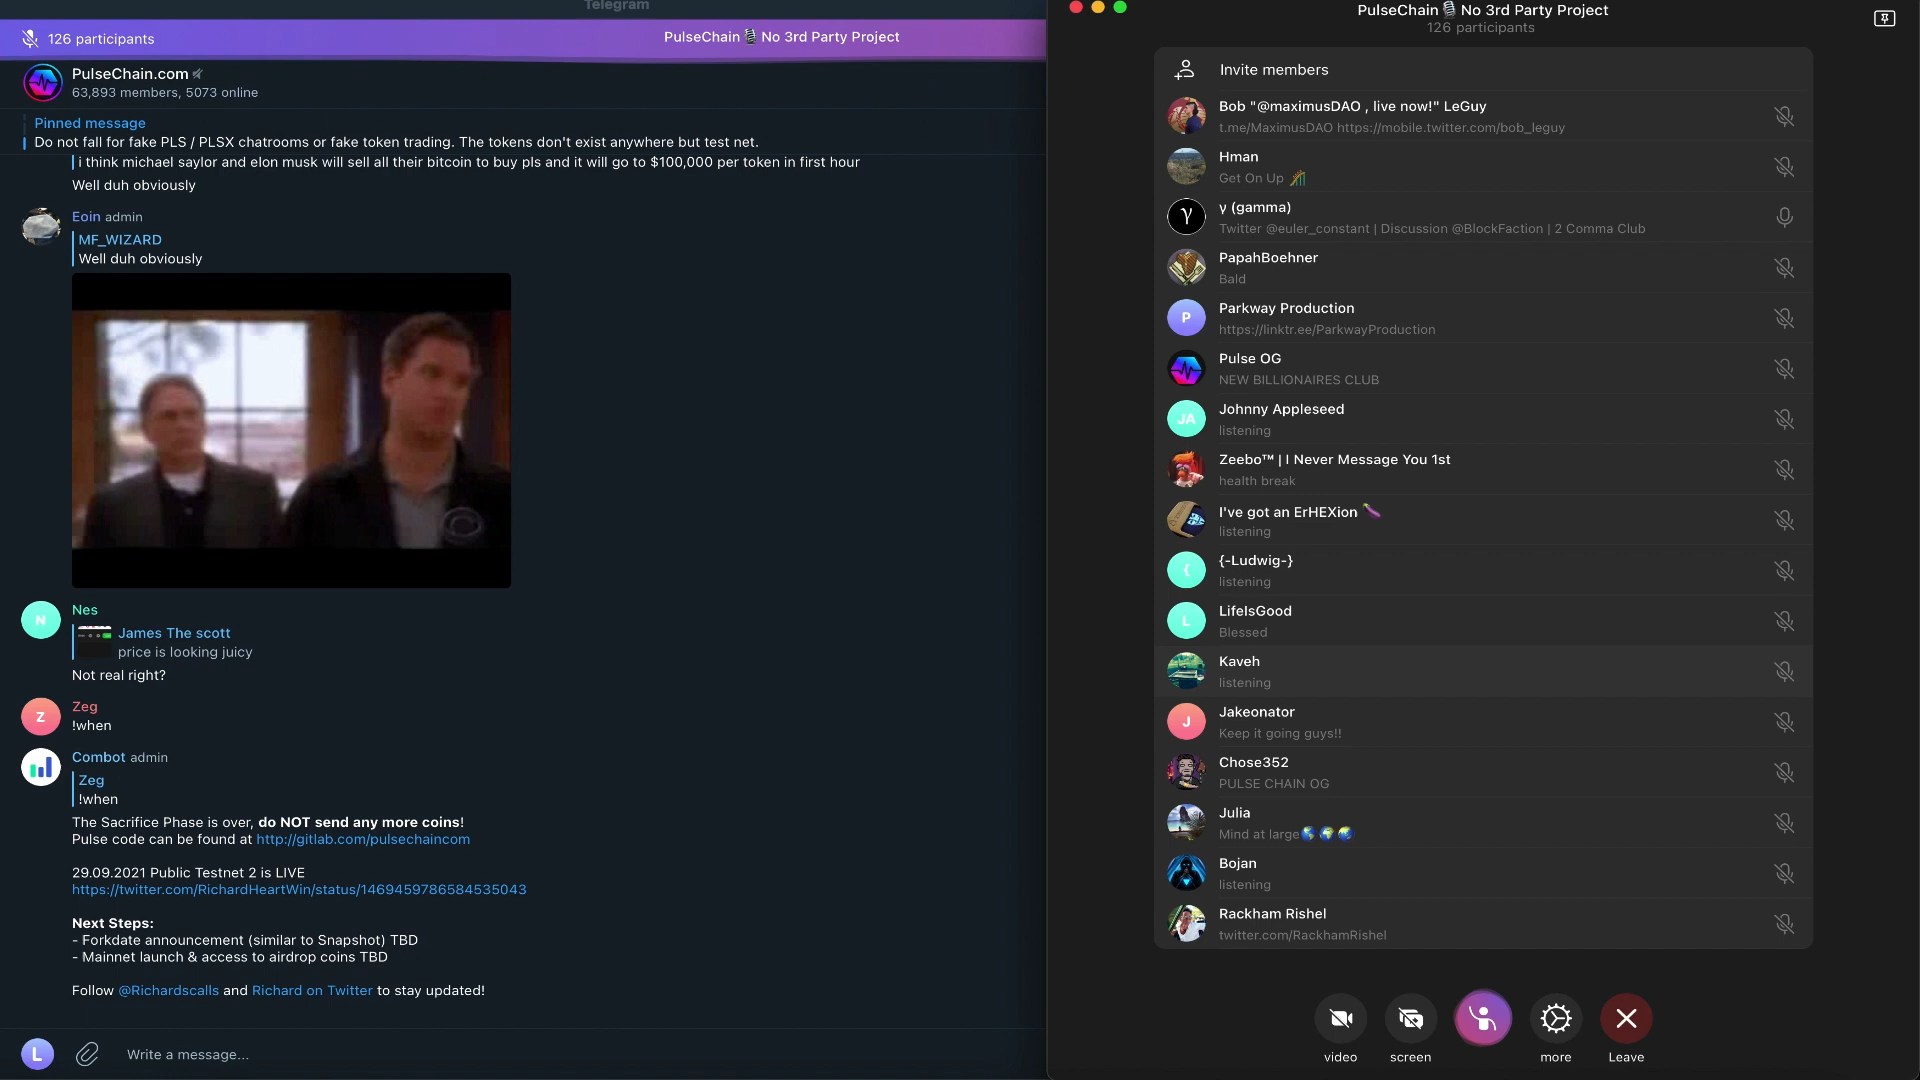 Telegram
126 participants
PulseChain🎙 No 3rd Party Project
PulseChain.com
63,893 members, 5073 online
Pinned message
Do not fall for fake PLS / PLSX chatrooms or fake token trading. The tokens don't exist anywhere but test net.
i think michael saylor and elon musk will sell all their bitcoin to buy pls and it will go to $100,000 per token in first hour
Well duh obviously
Eoin admin
MF_WIZARD
Well duh obviously
Nes
James The scott
price is looking juicy
Not real right?
Zeg
!when
Combot admin
Zeg
!when
The Sacrifice Phase is over, do NOT send any more coins!
Pulse code can be found at http://gitlab.com/pulsechaincom
29.09.2021 Public Testnet 2 is LIVE
https://twitter.com/RichardHeartWin/status/1469459786584535043
Next Steps:
- Forkdate announcement (similar to Snapshot) TBD
- Mainnet launch & access to airdrop coins TBD
Follow @Richardscalls and Richard on Twitter to stay updated!
Write a message...
N
Z
L
PulseChain🎙 No 3rd Party Project
126 participants
Invite members
Bob "@maximusDAO , live now!" LeGuy
t.me/MaximusDAO https://mobile.twitter.com/bob_leguy
Hman
Get On Up 🎢
γ
γ (gamma)
Twitter @euler_constant | Discussion @BlockFaction | 2 Comma Club
PapahBoehner
Bald
P
Parkway Production
https://linktr.ee/ParkwayProduction
Pulse OG
NEW BILLIONAIRES CLUB
JA
Johnny Appleseed
listening
Zeebo™ | I Never Message You 1st
health break
I've got an ErHEXion 🍆
listening
{
{-Ludwig-}
listening
L
LifeIsGood
Blessed
Kaveh
listening
J
Jakeonator
Keep it going guys!!
Chose352
PULSE CHAIN OG
Julia
Mind at large🌎 🌍 🌏
Bojan
listening
Rackham Rishel
twitter.com/RackhamRishel
video
screen
more
Leave